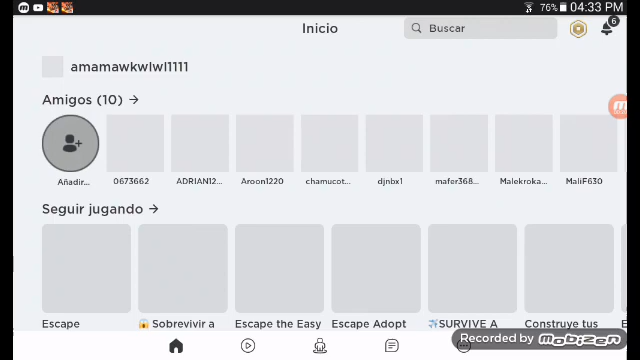 76% 04:33 PM
Inicio
Buscar
6
amamawkwlwl1111
Amigos (10) →
Añadir... 0673662 ADRIAN12... Aroon1220 chamucot... djnbx1 mafer368... Malekroka... MaliF630
Seguir jugando →
Escape 😱 Sobrevivir a Escape the Easy Escape Adopt ✈️SURVIVE A Construye tus Es
Recorded by mobizen